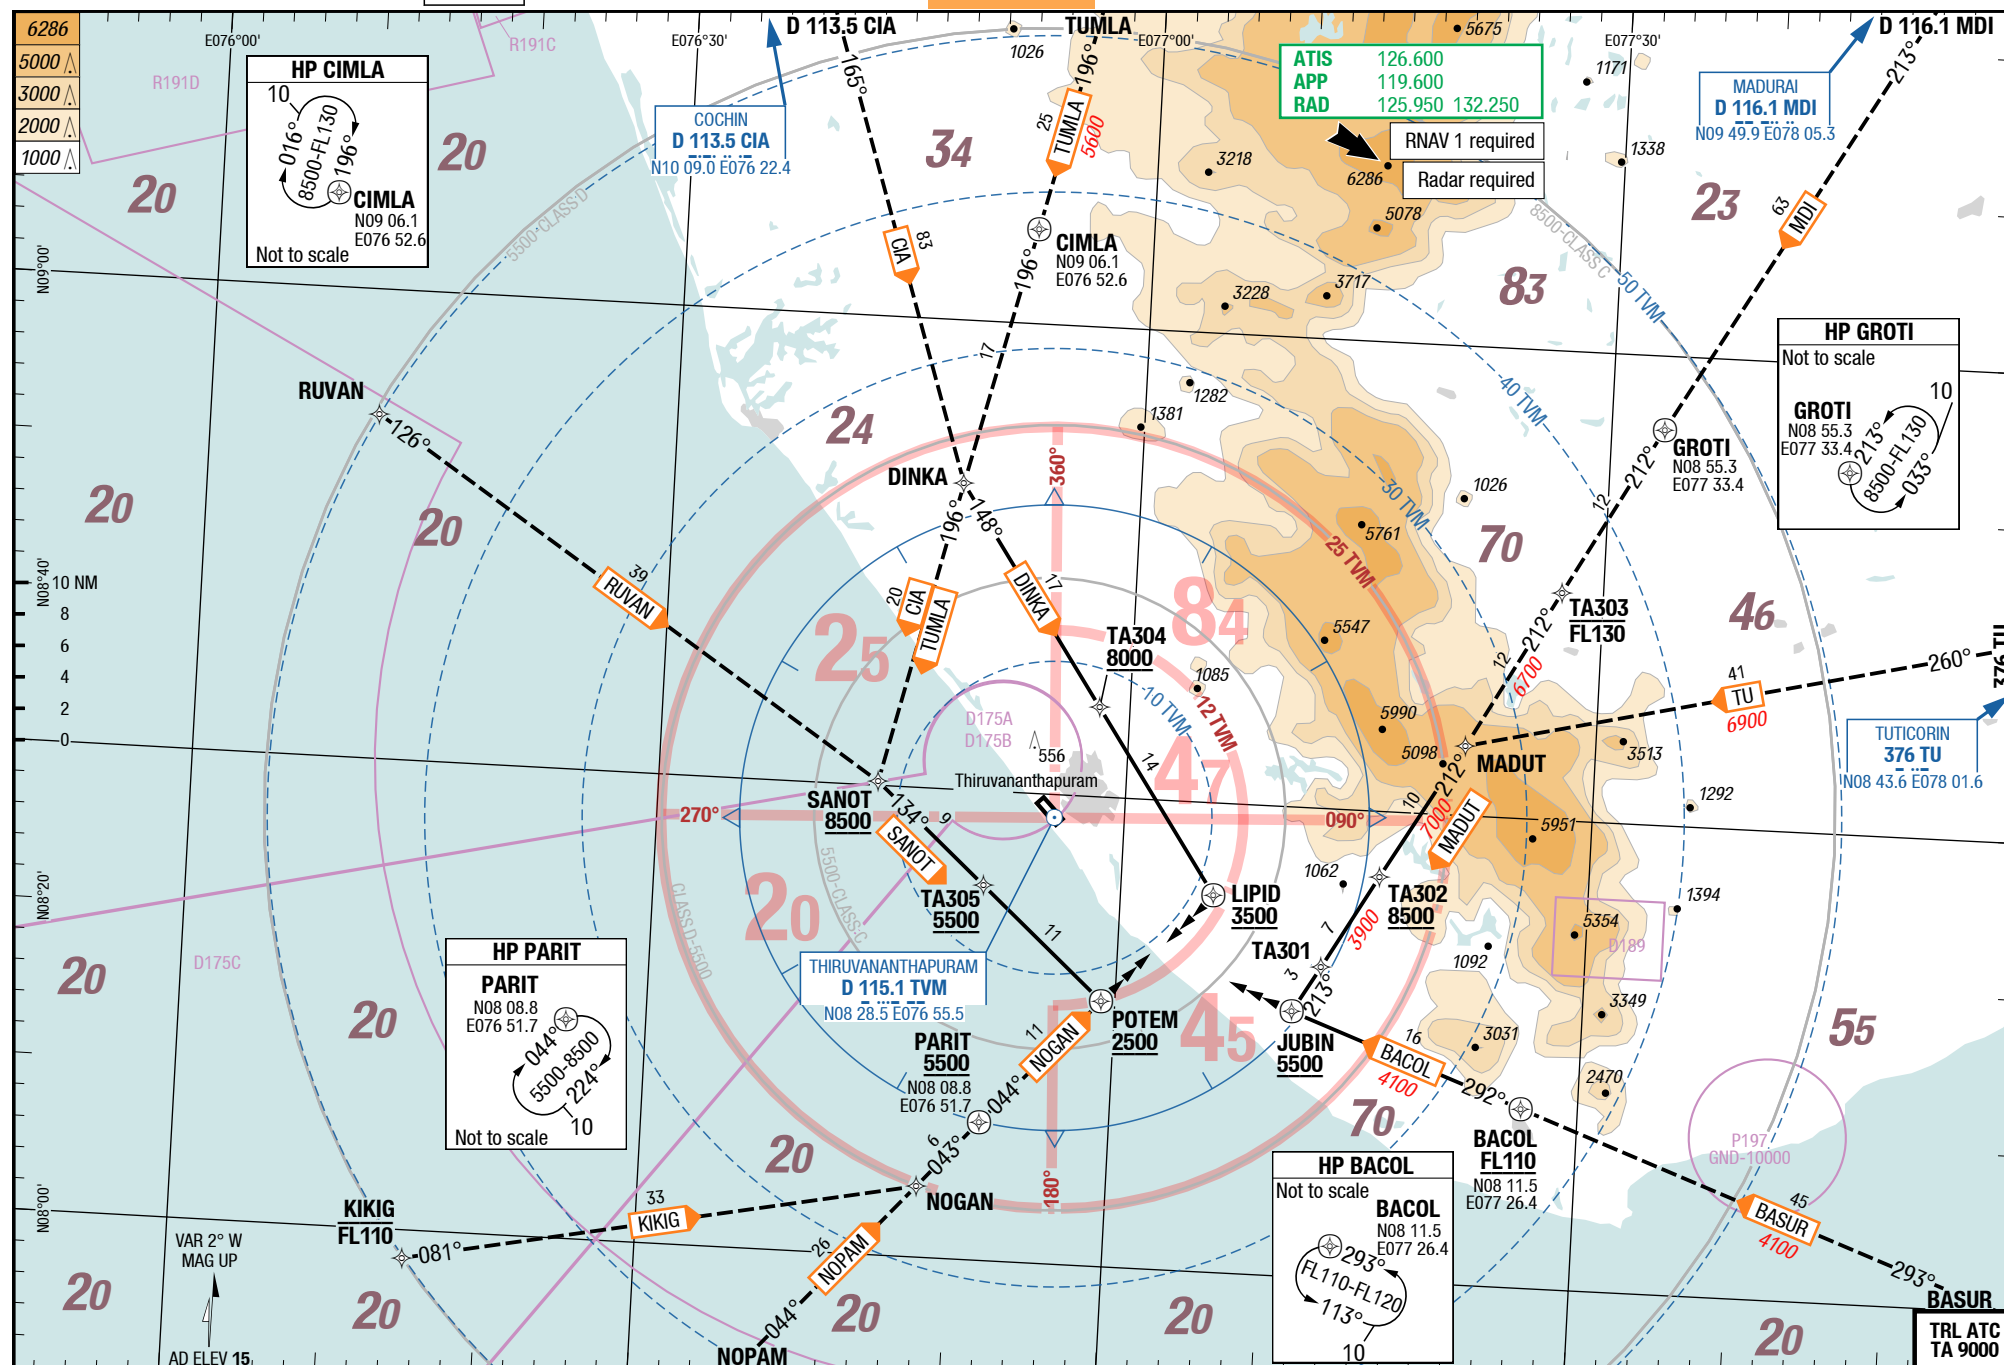 6286
5000
3000
2000
1000
E076°00'
E076°30'
E077°00'
E077°30'
R191D
R191C
HP CIMLA
10
016°
8500-FL130
196°
CIMLA
N09 06.1
E076 52.6
Not to scale
D 113.5 CIA
165°
TUMLA
196°
1026
5675
COCHIN
D 113.5 CIA
N10 09.0 E076 22.4
25
TUMLA
5600
ATIS 126.600
APP 119.600
RAD 125.950 132.250
RNAV 1 required
Radar required
1171
1338
MADURAI
D 116.1 MDI
N09 49.9 E078 05.3
D 116.1 MDI
213°
63
MDI
20
20
34
23
3218
6286
5078
3717
3228
5500-CLASS D
8500-CLASS C
50 TVM
83
CIA
83
CIMLA
N09 06.1
E076 52.6
196°
N09°00'
17
HP GROTI
Not to scale
GROTI
N08 55.3
E077 33.4
10
213°
8500-FL130
033°
RUVAN
126°
1282
1381
40 TVM
24
GROTI
N08 55.3
E077 33.4
212°
DINKA
360°
196°
148°
20
20
30 TVM
1026
5761
70
12
25 TVM
N08°40'
10 NM
8
6
4
2
0
39
RUVAN
20
CIA
TUMLA
DINKA
17
TA304
8000
84
25
5547
TA303
FL130
212°
12
6700
46
1085
10 TVM
12 TVM
47
D175A
D175B
556
Thiruvananthapuram
14
5990
5098
MADUT
41
TU
6900
260°
376 TU
3513
TUTICORIN
376 TU
N08 43.6 E078 01.6
SANOT
8500
270°
134°
9
SANOT
090°
212°
10
7000
MADUT
1292
5951
1062
TA302
8500
1394
5354
D189
TA305
5500
20
5500-CLASS C
CLASS D-5500
LIPID
3500
7
3900
TA301
3
213°
1092
3349
N08°20'
D175C
20
20
HP PARIT
PARIT
N08 08.8
E076 51.7
044°
5500-8500
224°
10
Not to scale
THIRUVANANTHAPURAM
D 115.1 TVM
N08 28.5 E076 55.5
11
POTEM
2500
45
JUBIN
5500
PARIT
5500
N08 08.8
E076 51.7
11
NOGAN
044°
6
043°
16
BACOL
4100
292°
3031
2470
55
70
BACOL
FL110
N08 11.5
E077 26.4
P197
GND-10000
45
BASUR
4100
293°
BASUR
20
180°
NOGAN
N08°00'
KIKIG
FL110
081°
33
KIKIG
26
NOPAM
044°
NOPAM
HP BACOL
Not to scale
BACOL
N08 11.5
E077 26.4
293°
FL110-FL120
113°
10
VAR 2° W
MAG UP
AD ELEV 15
20
20
20
20
20
TRL ATC
TA 9000